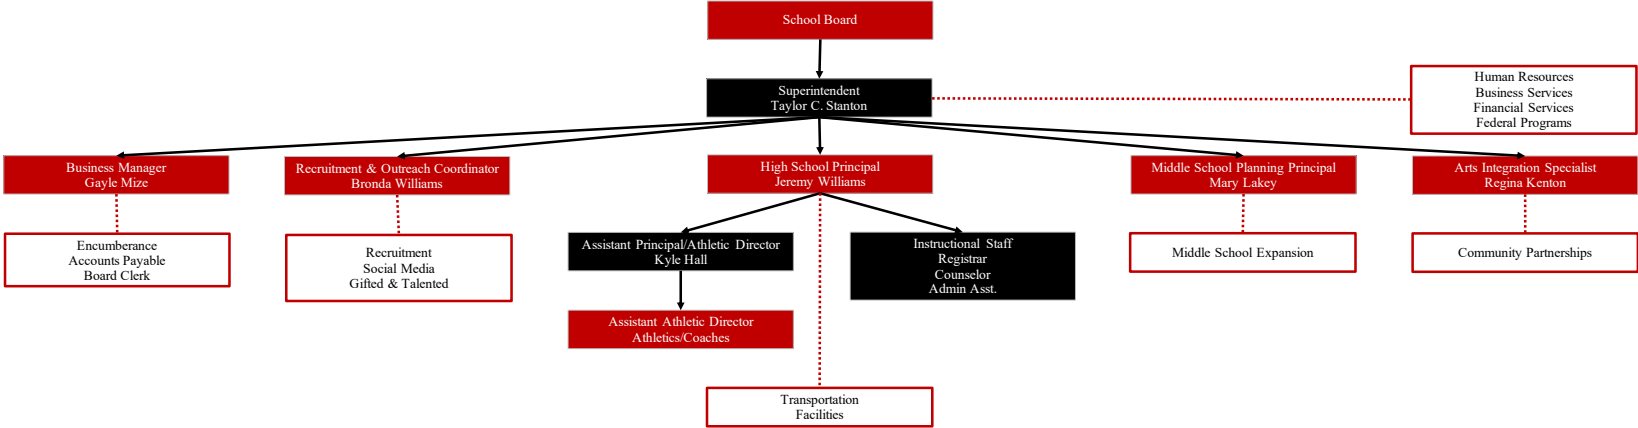 School Board
Superintendent
Taylor C. Stanton
Human Resources
Business Services
Financial Services
Federal Programs
Business Manager
Gayle Mize
Recruitment & Outreach Coordinator
Bronda Williams
High School Principal
Jeremy Williams
Middle School Planning Principal
Mary Lakey
Arts Integration Specialist
Regina Kenton
Encumberance
Accounts Payable
Board Clerk
Recruitment
Social Media
Gifted & Talented
Assistant Principal/Athletic Director
Kyle Hall
Instructional Staff
Registrar
Counselor
Admin Asst.
Middle School Expansion
Community Partnerships
Assistant Athletic Director
Athletics/Coaches
Transportation
Facilities